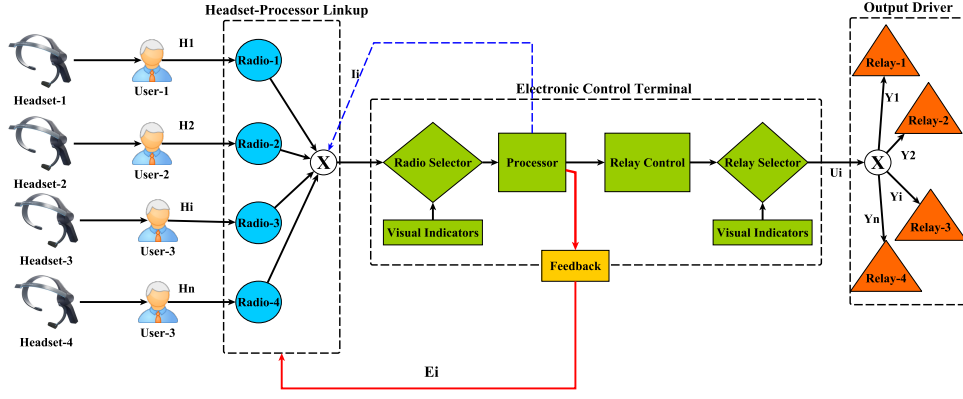 Headset-Processor Linkup
Output Driver
H1
Headset-1
User-1
Radio-1
Ii
Relay-1
Electronic Control Terminal
Y1
H2
Headset-2
User-2
Radio-2
Relay-2
Y2
X
Radio Selector
Processor
Relay Control
Relay Selector
Ui
X
Hi
Headset-3
User-3
Radio-3
Visual Indicators
Visual Indicators
Yi
Yn
Relay-3
Feedback
Relay-4
Hn
Headset-4
User-3
Radio-4
Ei